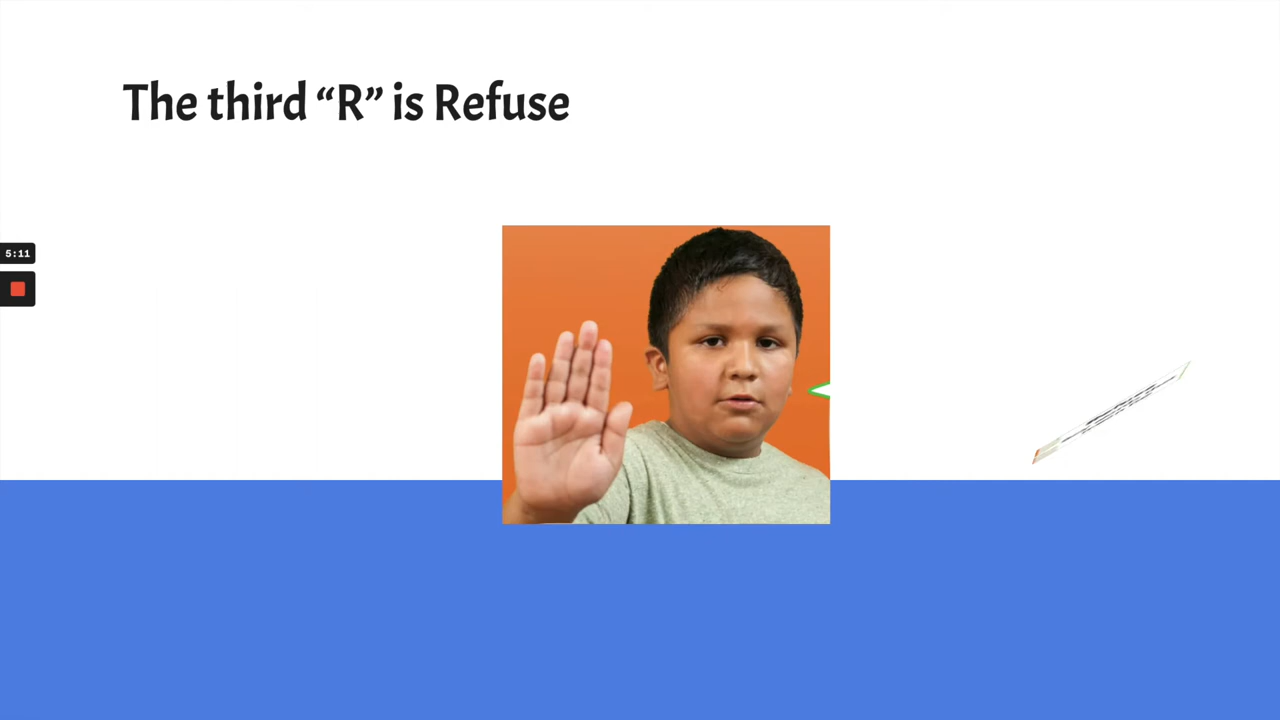 The third “R” is Refuse
5:11